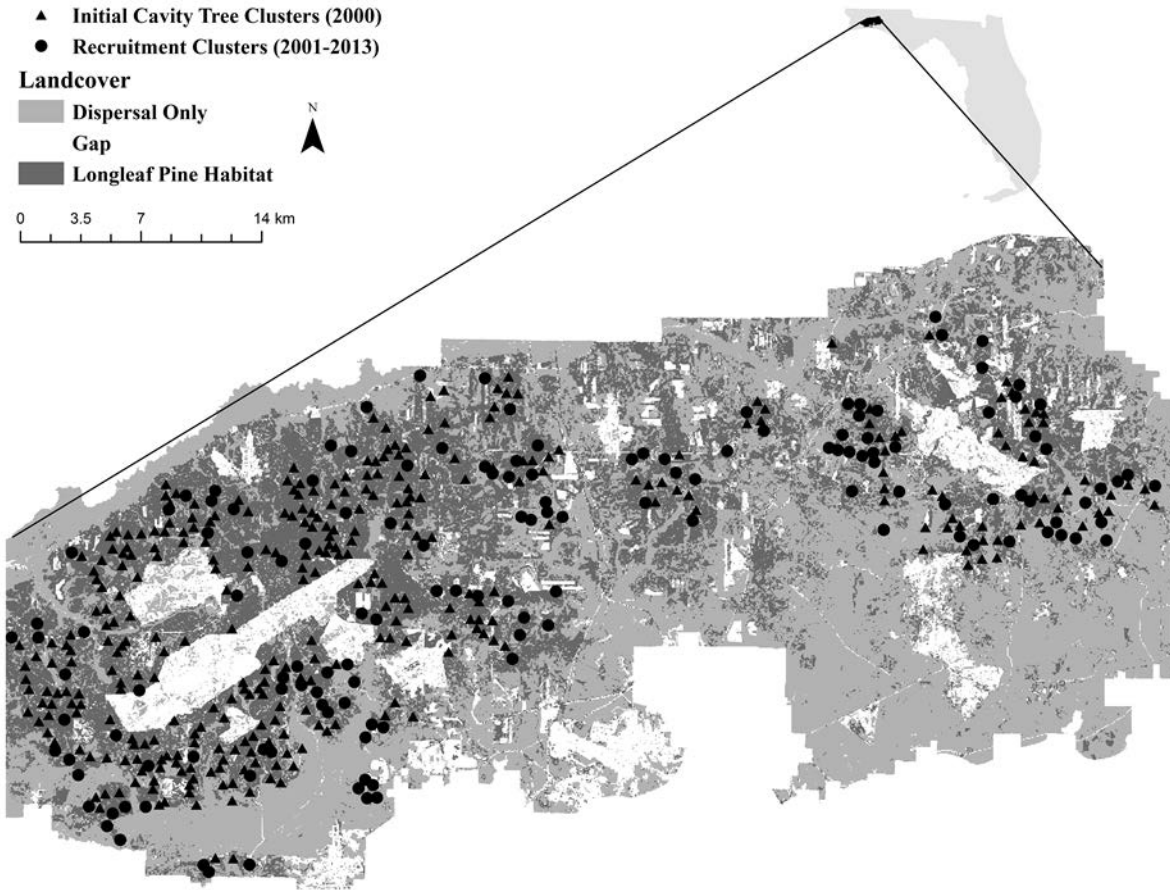 Initial Cavity Tree Clusters (2000)
Recruitment Clusters (2001-2013)
Landcover
Dispersal Only
Gap
Longleaf Pine Habitat
N
0 3.5 7 14 km